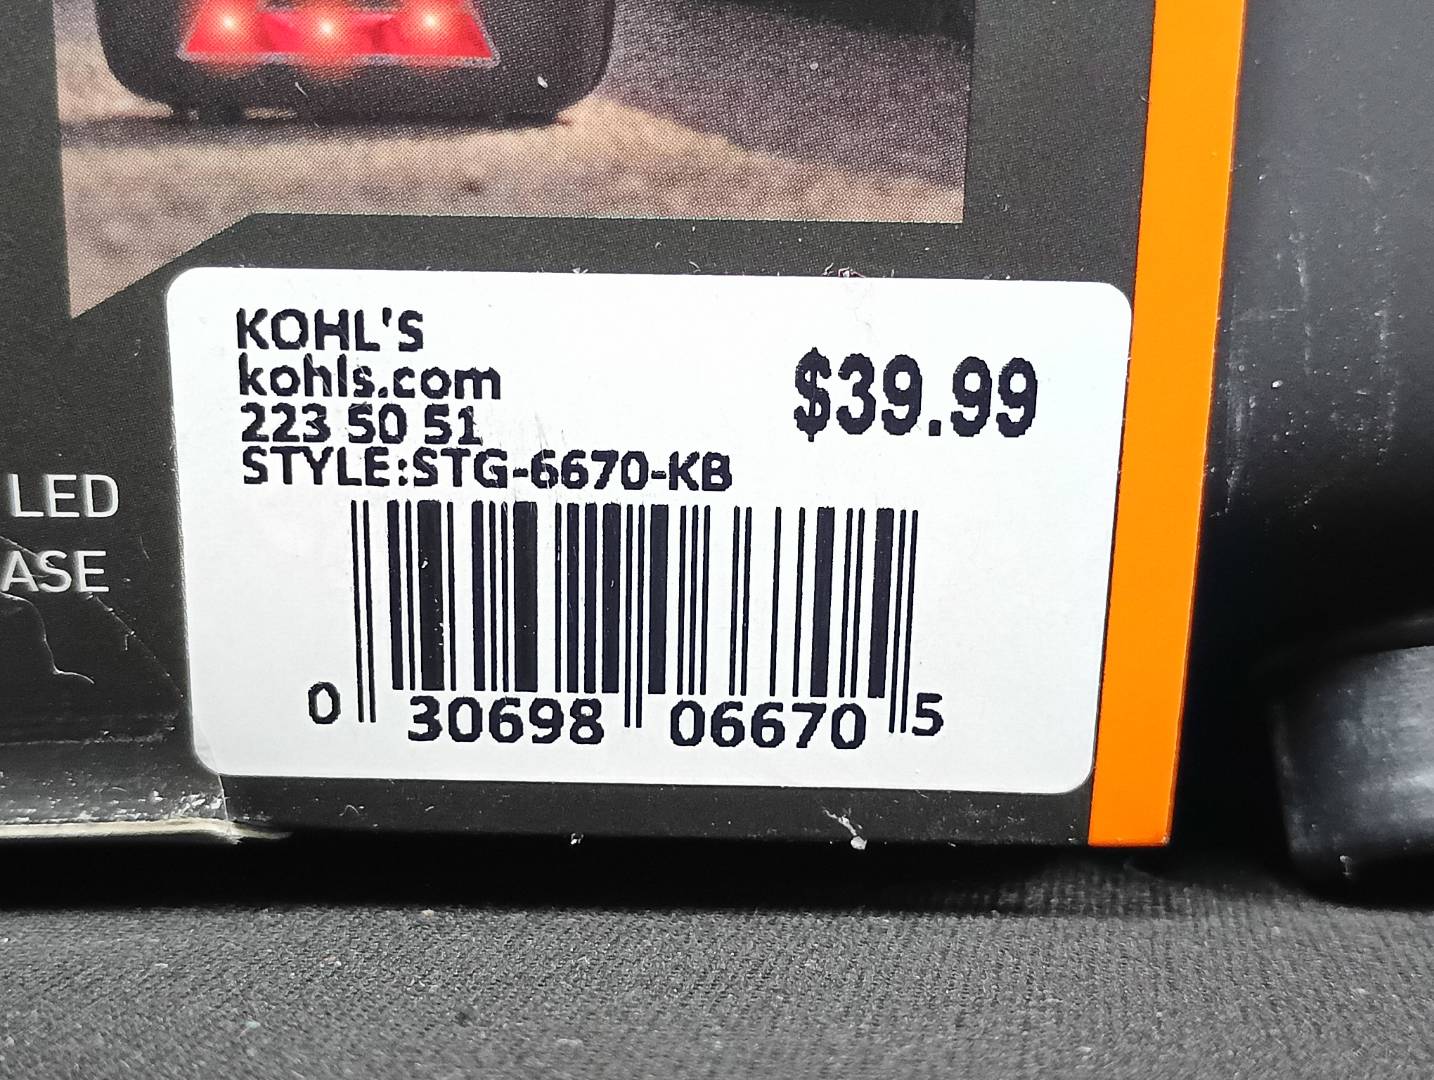 KOHL'S
kohls.com
$39.99
223 50 51
STYLE:STG-6670-KB
LED
ASE
0 30698 06670 5